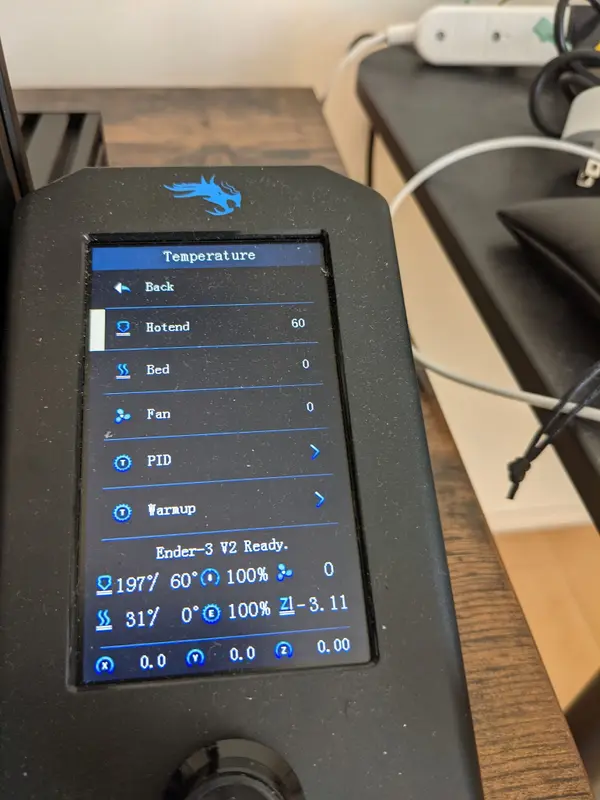 Temperature
Back
Hotend 60
Bed 0
Fan 0
PID
Warmup
Ender-3 V2 Ready.
197/ 60° 100% 0
31/ 0° E 100% Z -3.11
X 0.0 Y 0.0 Z 0.00